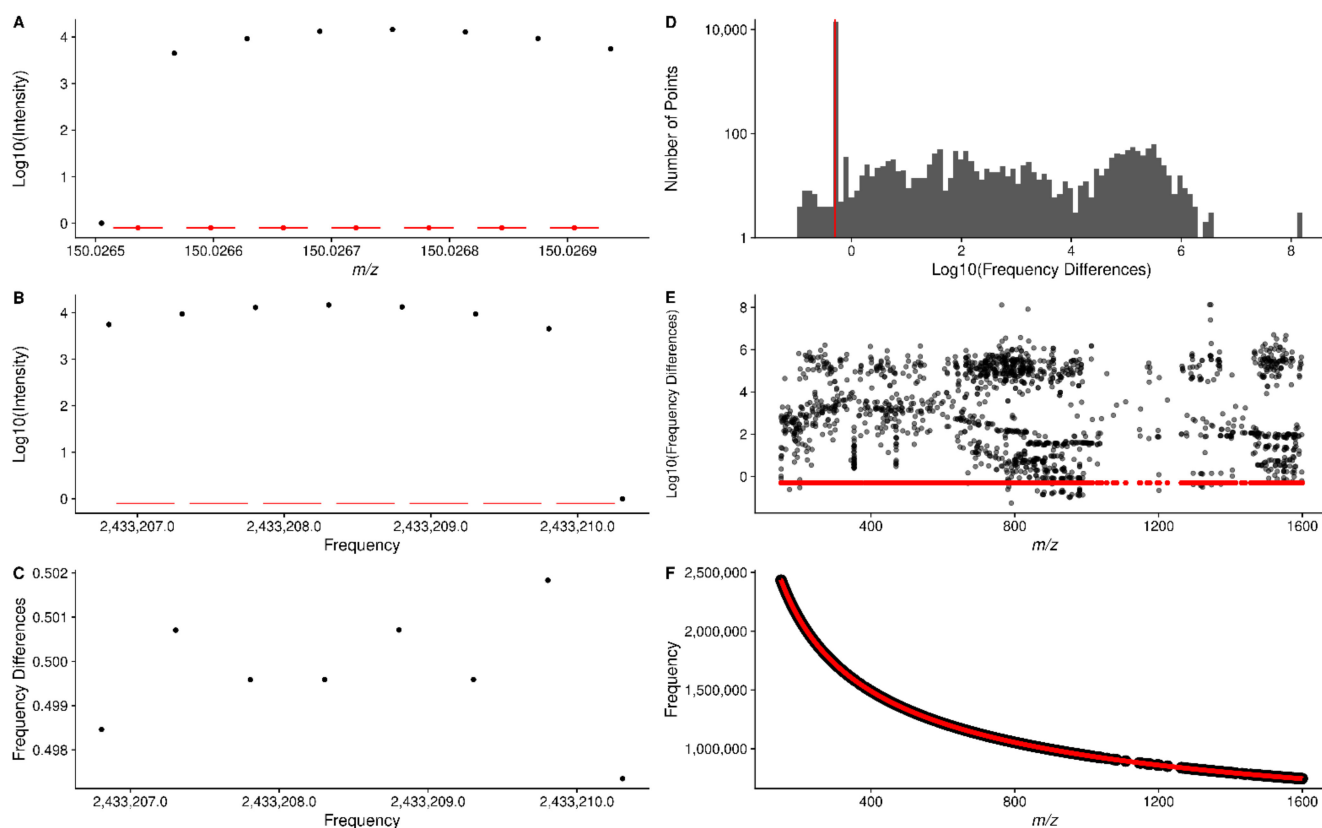 A
Log10(Intensity)
4
3
2
1
0
150.0265
150.0266
150.0267
150.0268
150.0269
m/z
B
Log10(Intensity)
4
3
2
1
0
2,433,207.0
2,433,208.0
2,433,209.0
2,433,210.0
Frequency
C
Frequency Differences
0.502
0.501
0.500
0.499
0.498
2,433,207.0
2,433,208.0
2,433,209.0
2,433,210.0
Frequency
D
Number of Points
10,000
100
1
0
2
4
6
8
Log10(Frequency Differences)
E
Log10(Frequency Differences)
8
6
4
2
0
400
800
1200
1600
m/z
F
Frequency
2,500,000
2,000,000
1,500,000
1,000,000
400
800
1200
1600
m/z